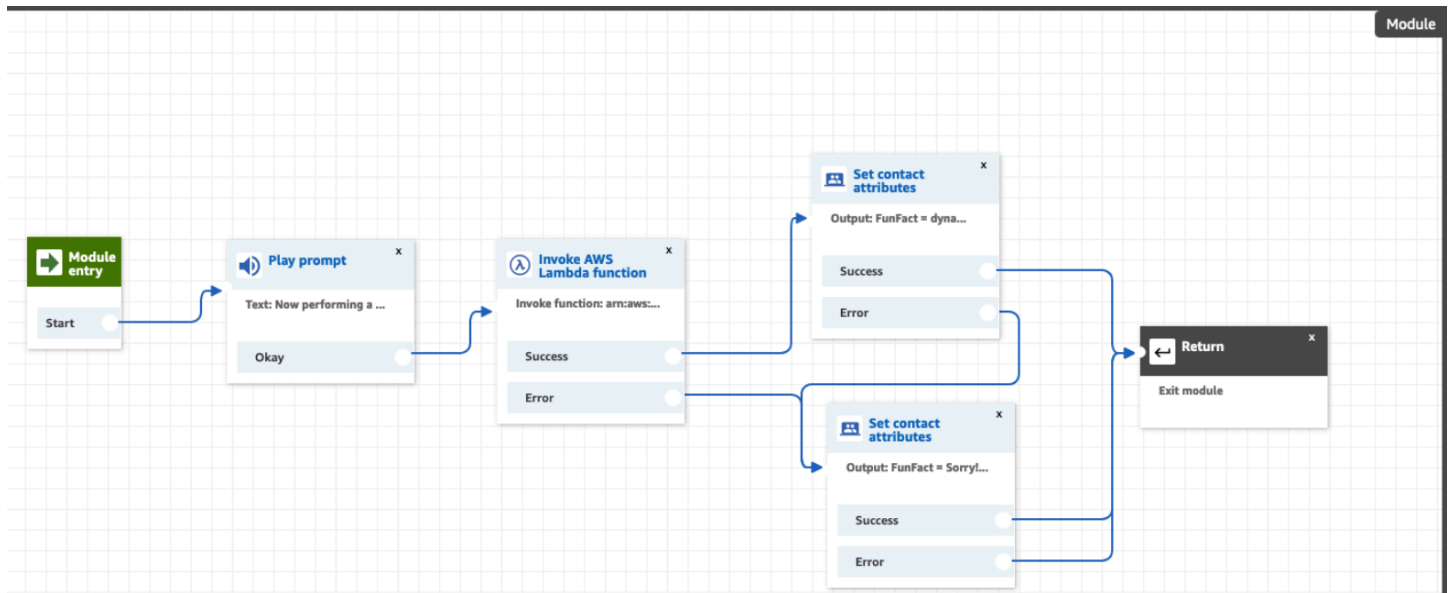 Module
Module
entry
Start
x
Play prompt
Text: Now performing a ...
Okay
x
Invoke AWS
Lambda function
Invoke function: arn:aws:...
Success
Error
x
Set contact
attributes
Output: FunFact = dyna...
Success
Error
x
Set contact
attributes
Output: FunFact = Sorry!...
Success
Error
x
Return
Exit module